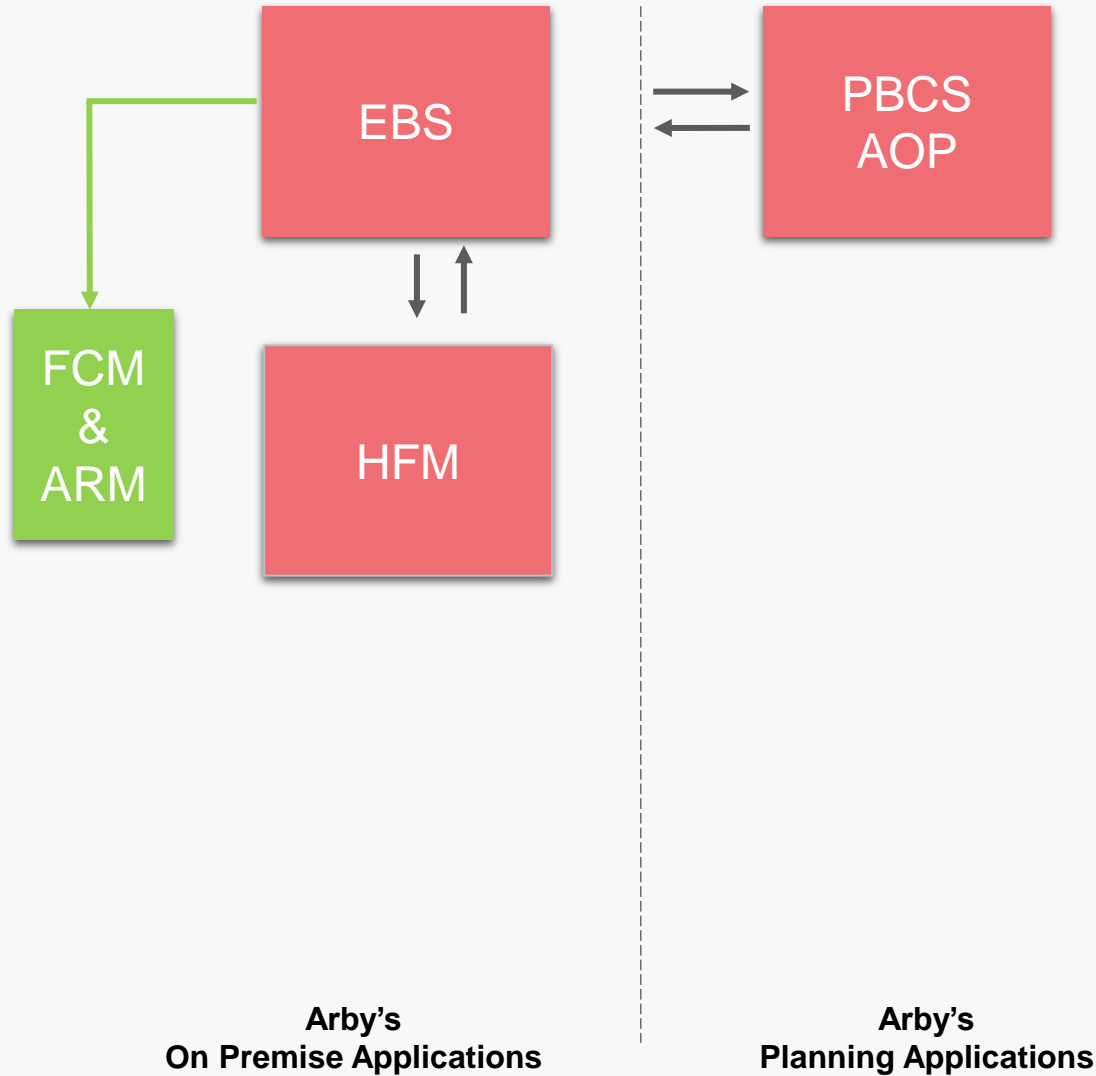 EBS
PBCS
AOP
FCM
&
ARM
HFM
Arby’s
On Premise Applications
Arby’s
Planning Applications